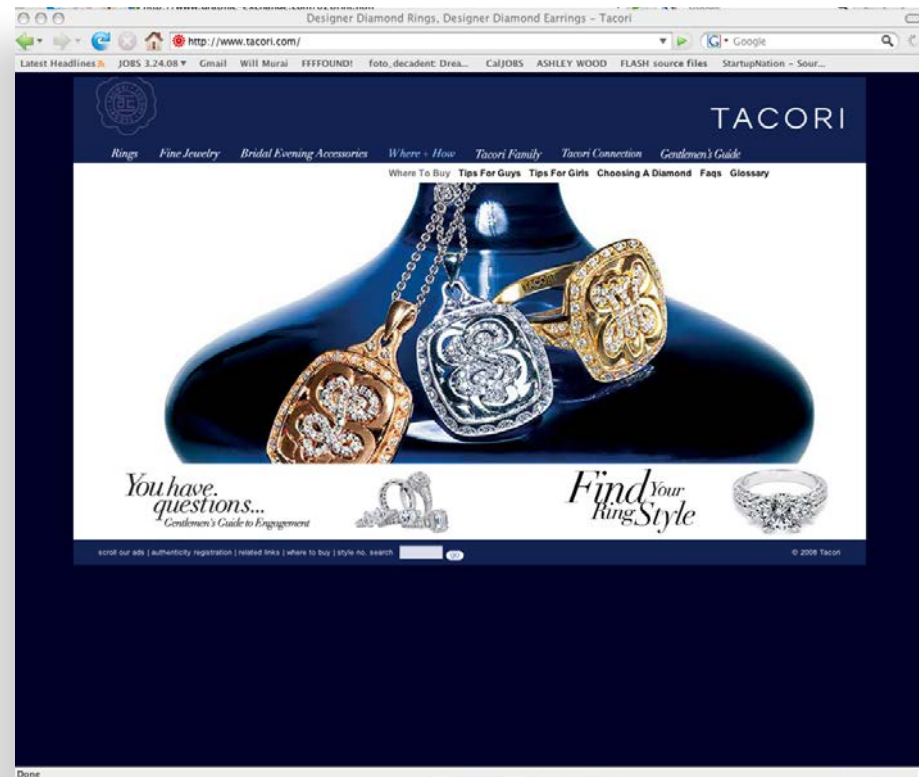 Designer Diamond Rings, Designer Diamond Earrings – Tacori
http://www.tacori.com/
G Google
Latest Headlines JOBS 3.24.08 Gmail Will Murai FFFFOUND! foto_decadent: Drea... CalJOBS ASHLEY WOOD FLASH source files StartupNation – Sour...
TACORI
Rings Fine Jewelry Bridal Evening Accessories Where + How Tacori Family Tacori Connection Gentlemen's Guide
Where To Buy Tips For Guys Tips For Girls Choosing A Diamond Faqs Glossary
TACORI
You have.
questions...
Gentlemen's Guide to Engagement
Find Your
Ring Style
scroll our ads | authenticity registration | related links | where to buy | style no. search GO © 2008 Tacori
Done